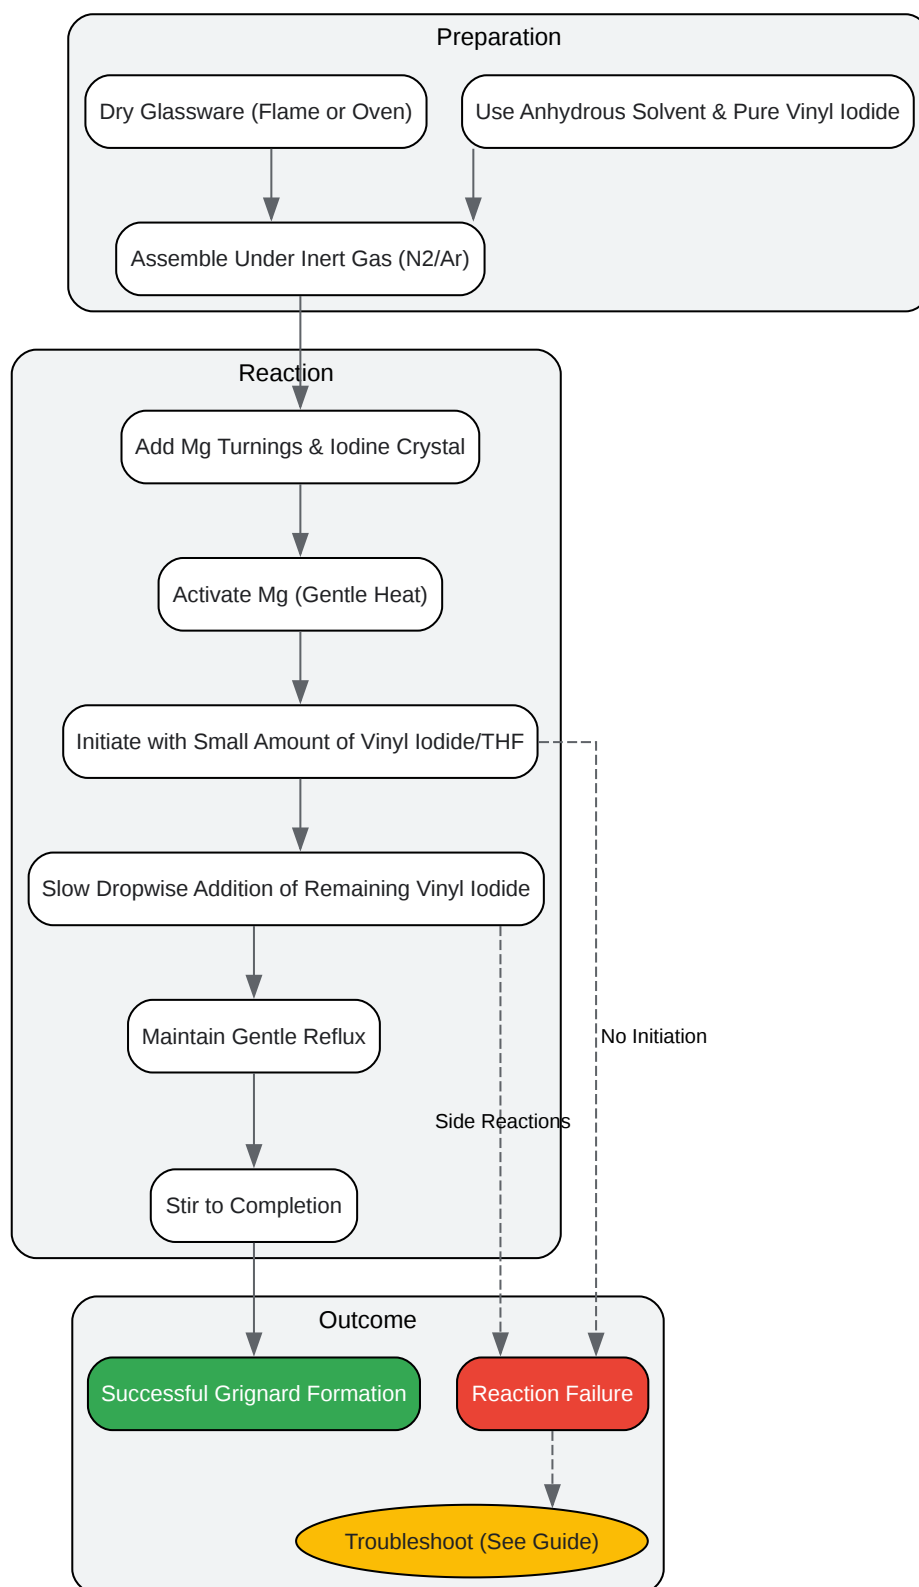 Preparation
Dry Glassware (Flame or Oven)
Use Anhydrous Solvent & Pure Vinyl Iodide
Assemble Under Inert Gas (N2/Ar)
Reaction
Add Mg Turnings & Iodine Crystal
Activate Mg (Gentle Heat)
Initiate with Small Amount of Vinyl Iodide/THF
Slow Dropwise Addition of Remaining Vinyl Iodide
Maintain Gentle Reflux
No Initiation
Side Reactions
Stir to Completion
Outcome
Successful Grignard Formation
Reaction Failure
Troubleshoot (See Guide)